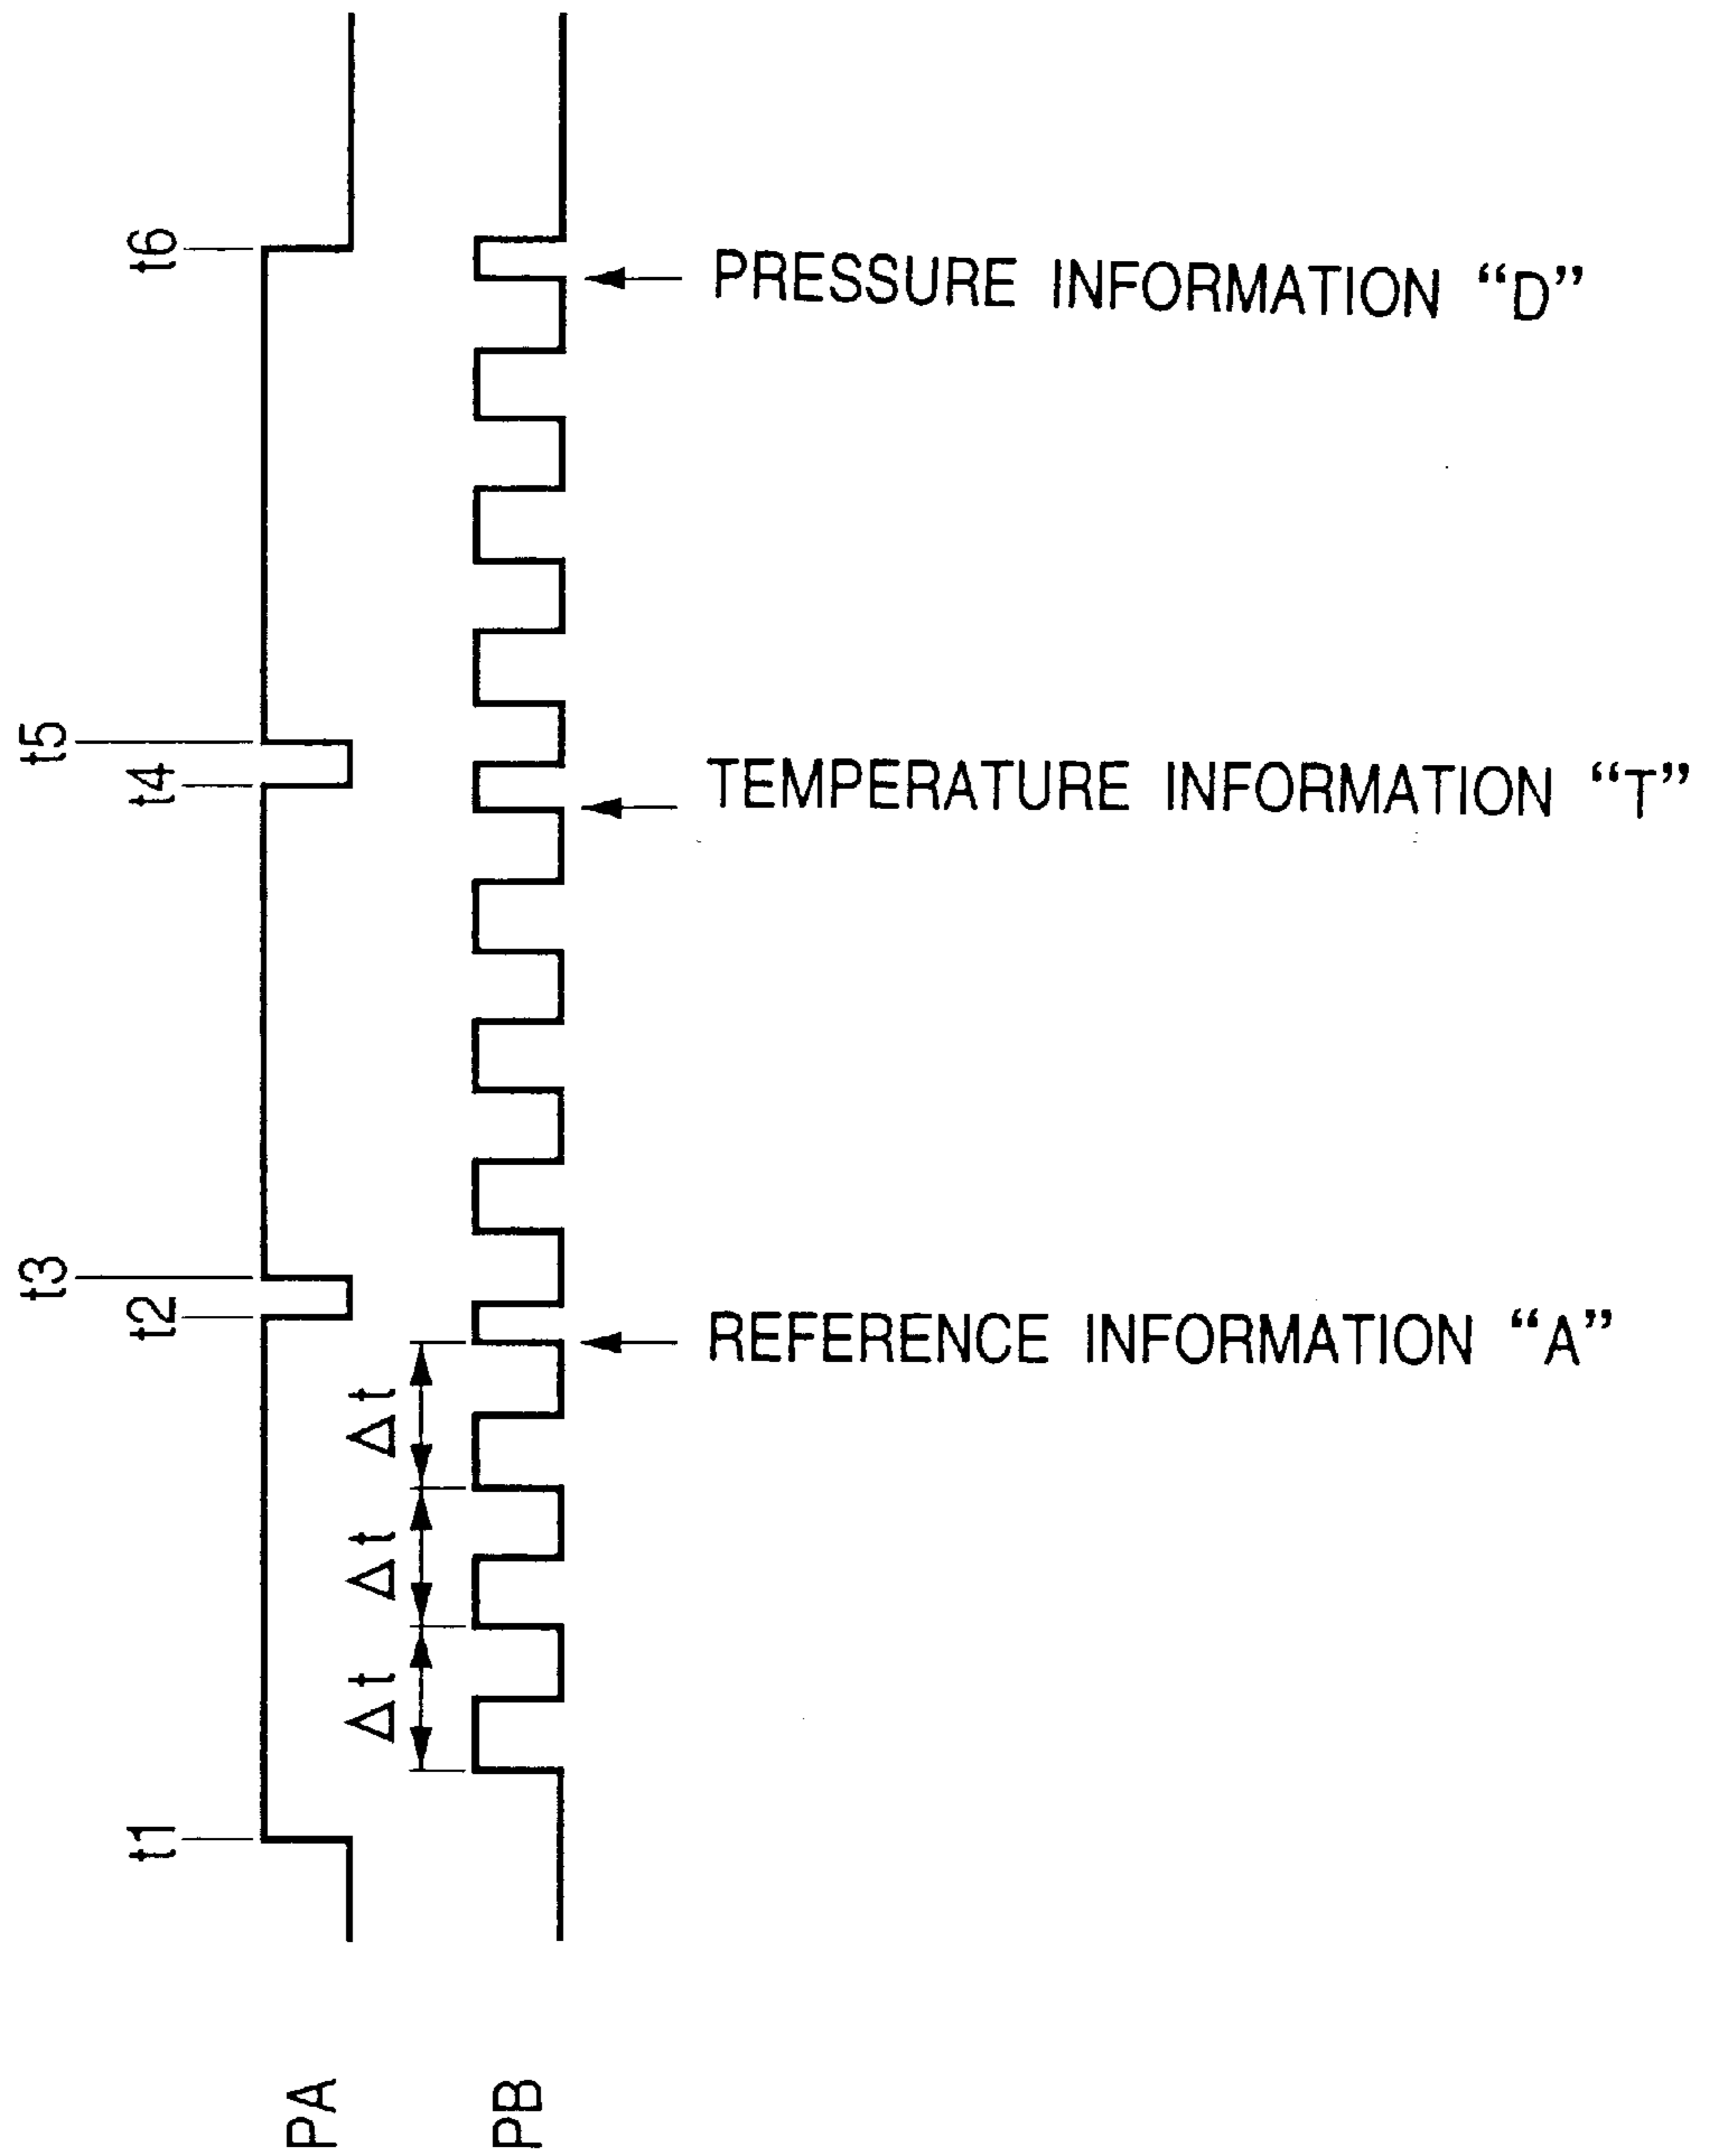 t1
t2
t3
t4
t5
t6
PA
Δt
Δt
Δt
PB
REFERENCE INFORMATION “A”
TEMPERATURE INFORMATION “T”
PRESSURE INFORMATION “D”